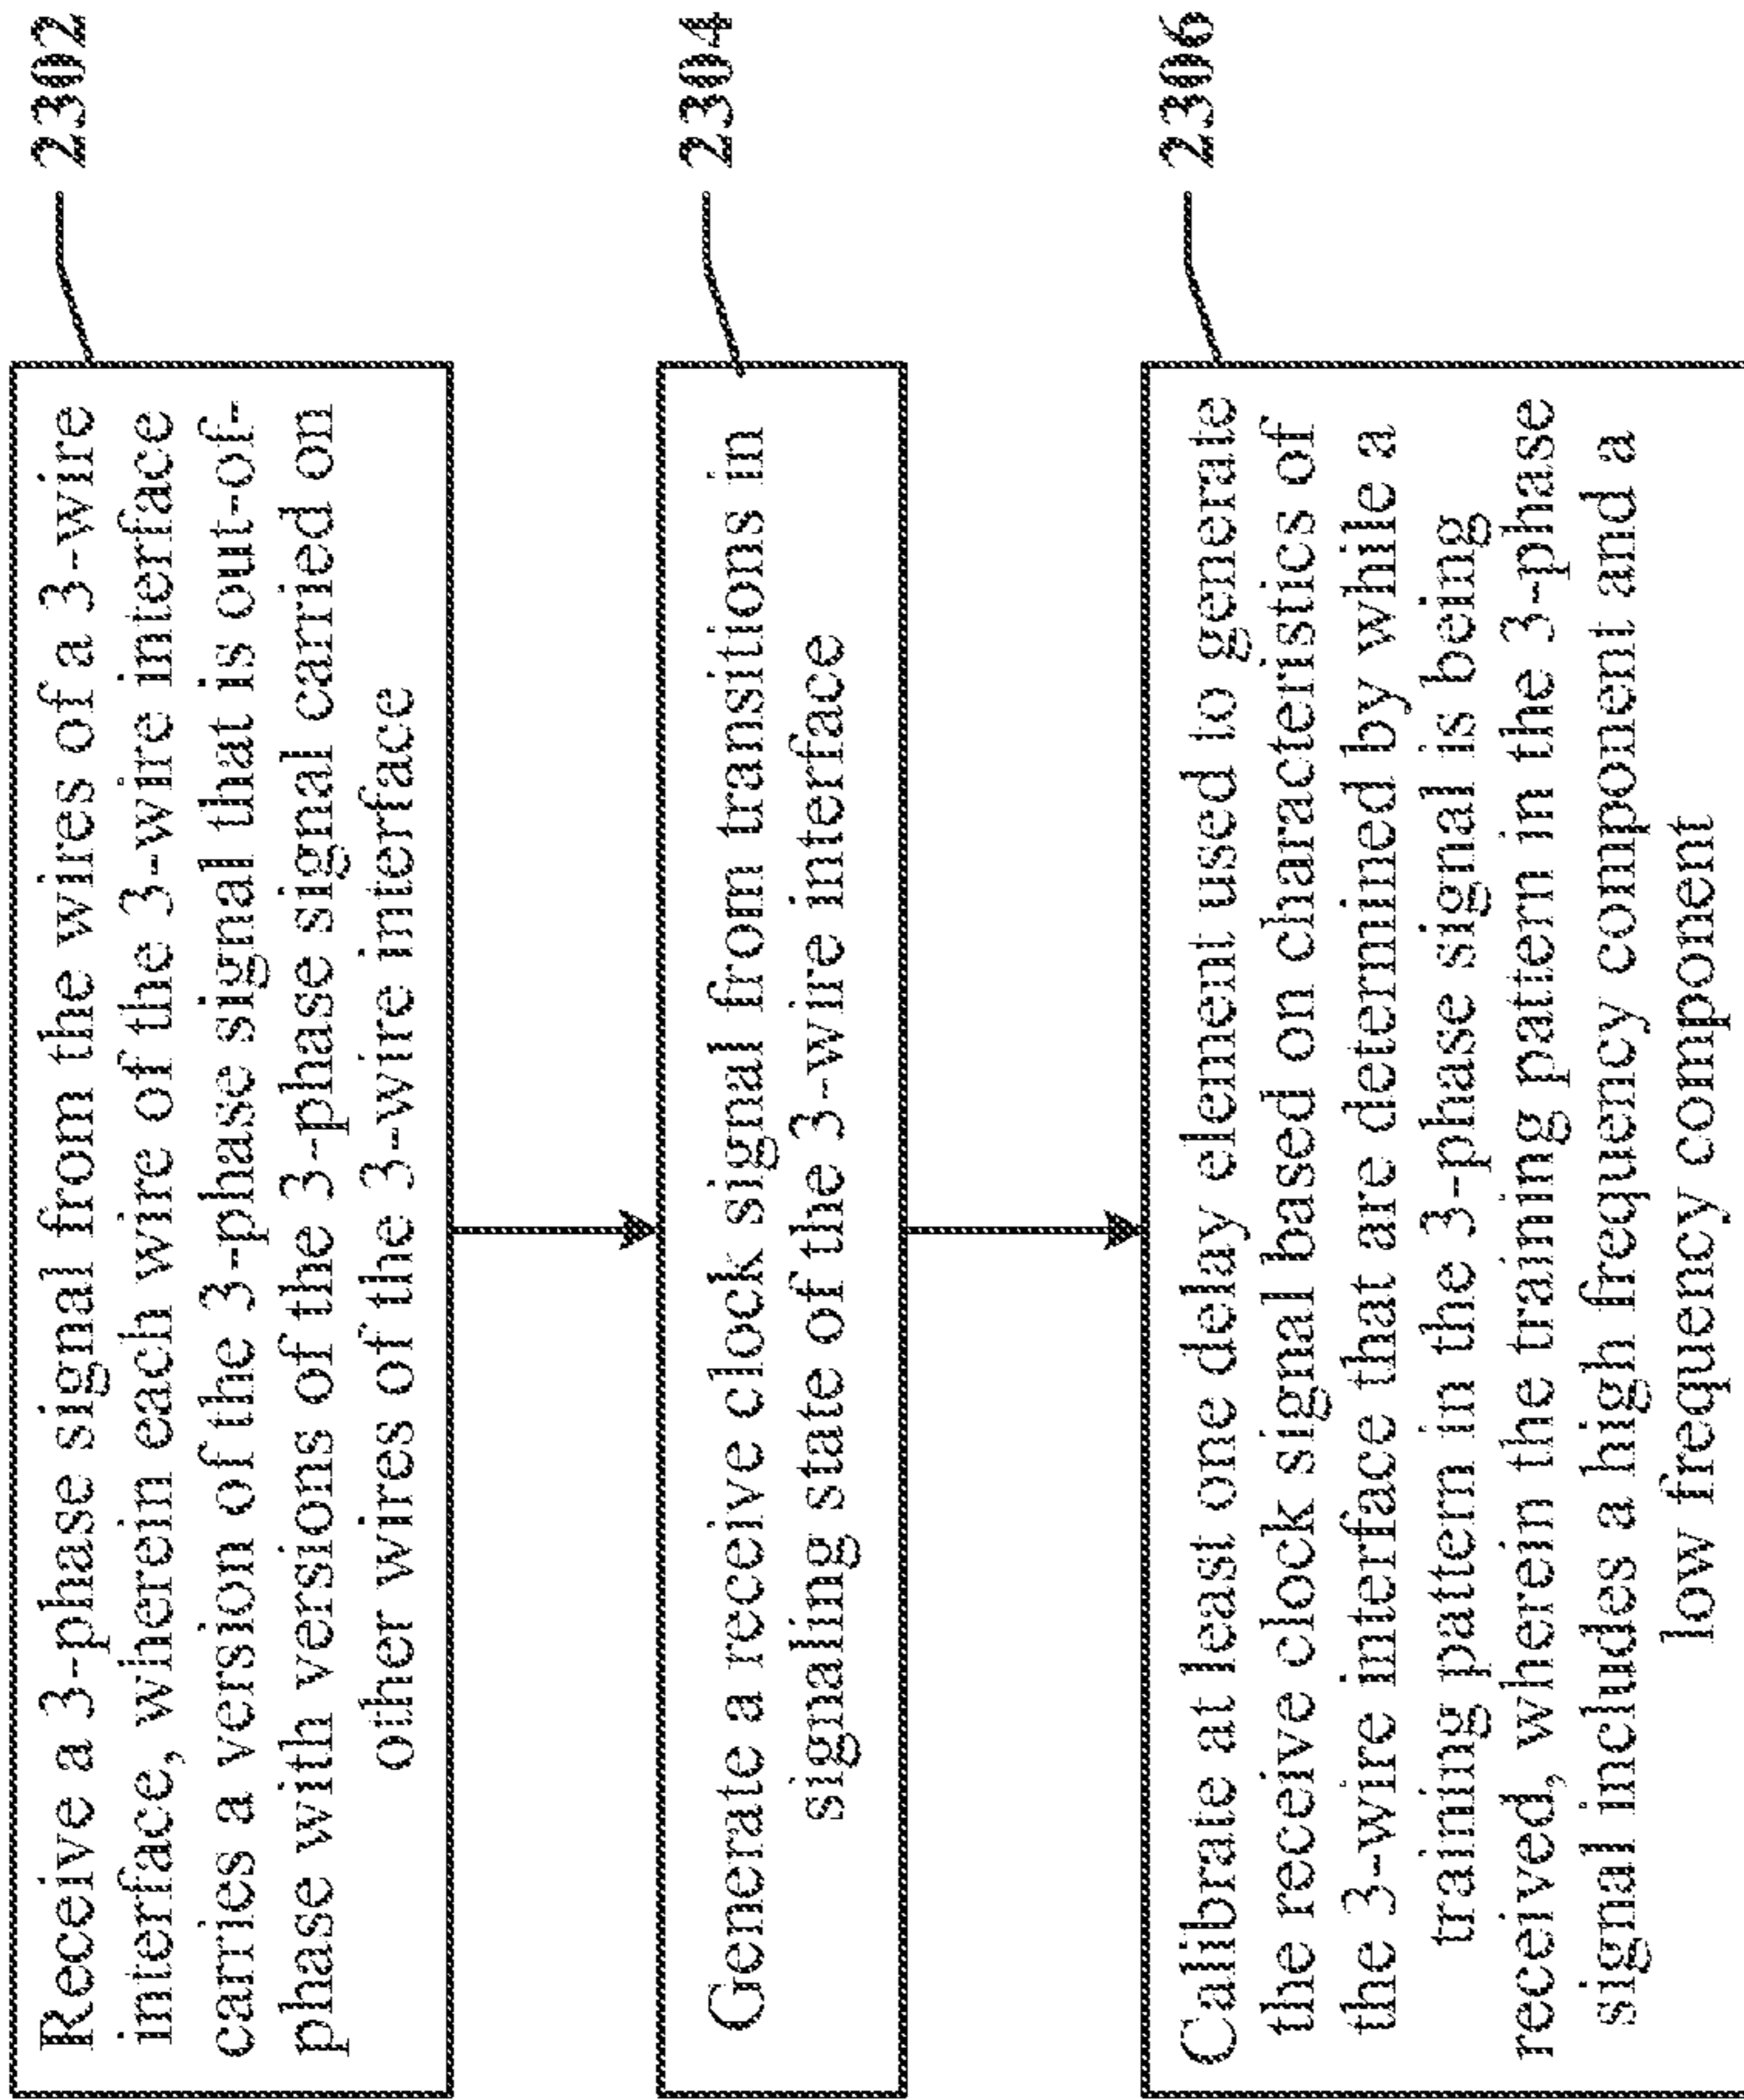 Receive a 3-phase signal from the wires of a 3-wire
interface, wherein each wire of the 3-wire interface
carries a version of the 3-phase signal that is out-of-
phase with versions of the 3-phase signal carried on
other wires of the 3-wire interface
2302
Generate a receive clock signal from transitions in
signaling state of the 3-wire interface
2304
Calibrate at least one delay element used to generate
the receive clock signal based on characteristics of
the 3-wire interface that are determined by while a
training pattern in the 3-phase signal is being
received, wherein the training pattern in the 3-phase
signal includes a high frequency component and a
low frequency component
2306